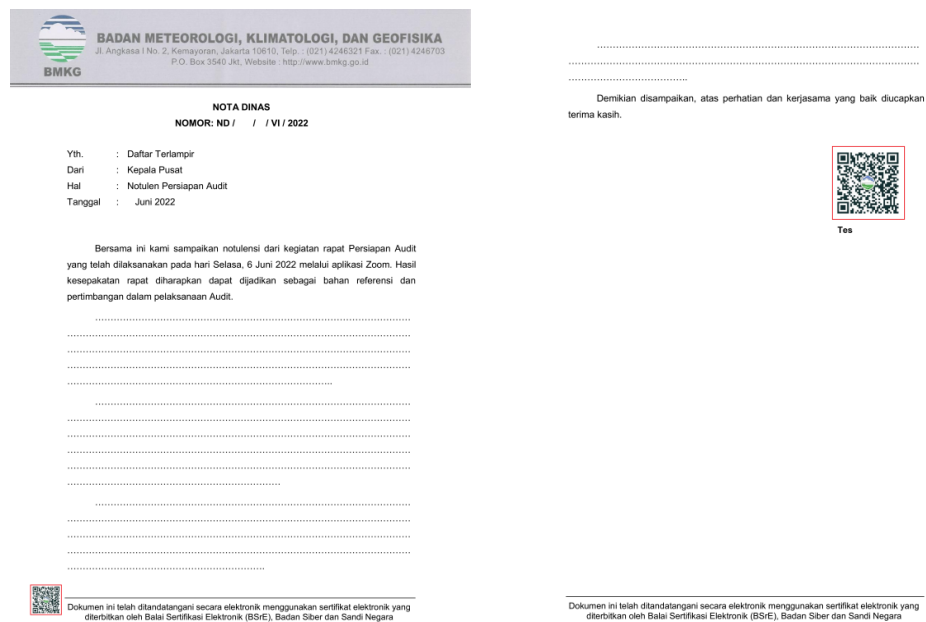 BMKG
BADAN METEOROLOGI, KLIMATOLOGI, DAN GEOFISIKA
Jl. Angkasa I No. 2, Kemayoran, Jakarta 10610, Telp. : (021) 4246321 Fax. : (021) 4246703
P.O. Box 3540 Jkt, Website : http://www.bmkg.go.id
NOTA DINAS
NOMOR: ND / / / VI / 2022
Yth. : Daftar Terlampir
Dari : Kepala Pusat
Hal : Notulen Persiapan Audit
Tanggal : Juni 2022
Bersama ini kami sampaikan notulensi dari kegiatan rapat Persiapan Audit
yang telah dilaksanakan pada hari Selasa, 6 Juni 2022 melalui aplikasi Zoom. Hasil
kesepakatan rapat diharapkan dapat dijadikan sebagai bahan referensi dan
pertimbangan dalam pelaksanaan Audit.
Dokumen ini telah ditandatangani secara elektronik menggunakan sertifikat elektronik yang
diterbitkan oleh Balai Sertifikasi Elektronik (BSrE), Badan Siber dan Sandi Negara
Demikian disampaikan, atas perhatian dan kerjasama yang baik diucapkan
terima kasih.
Tes
Dokumen ini telah ditandatangani secara elektronik menggunakan sertifikat elektronik yang
diterbitkan oleh Balai Sertifikasi Elektronik (BSrE), Badan Siber dan Sandi Negara